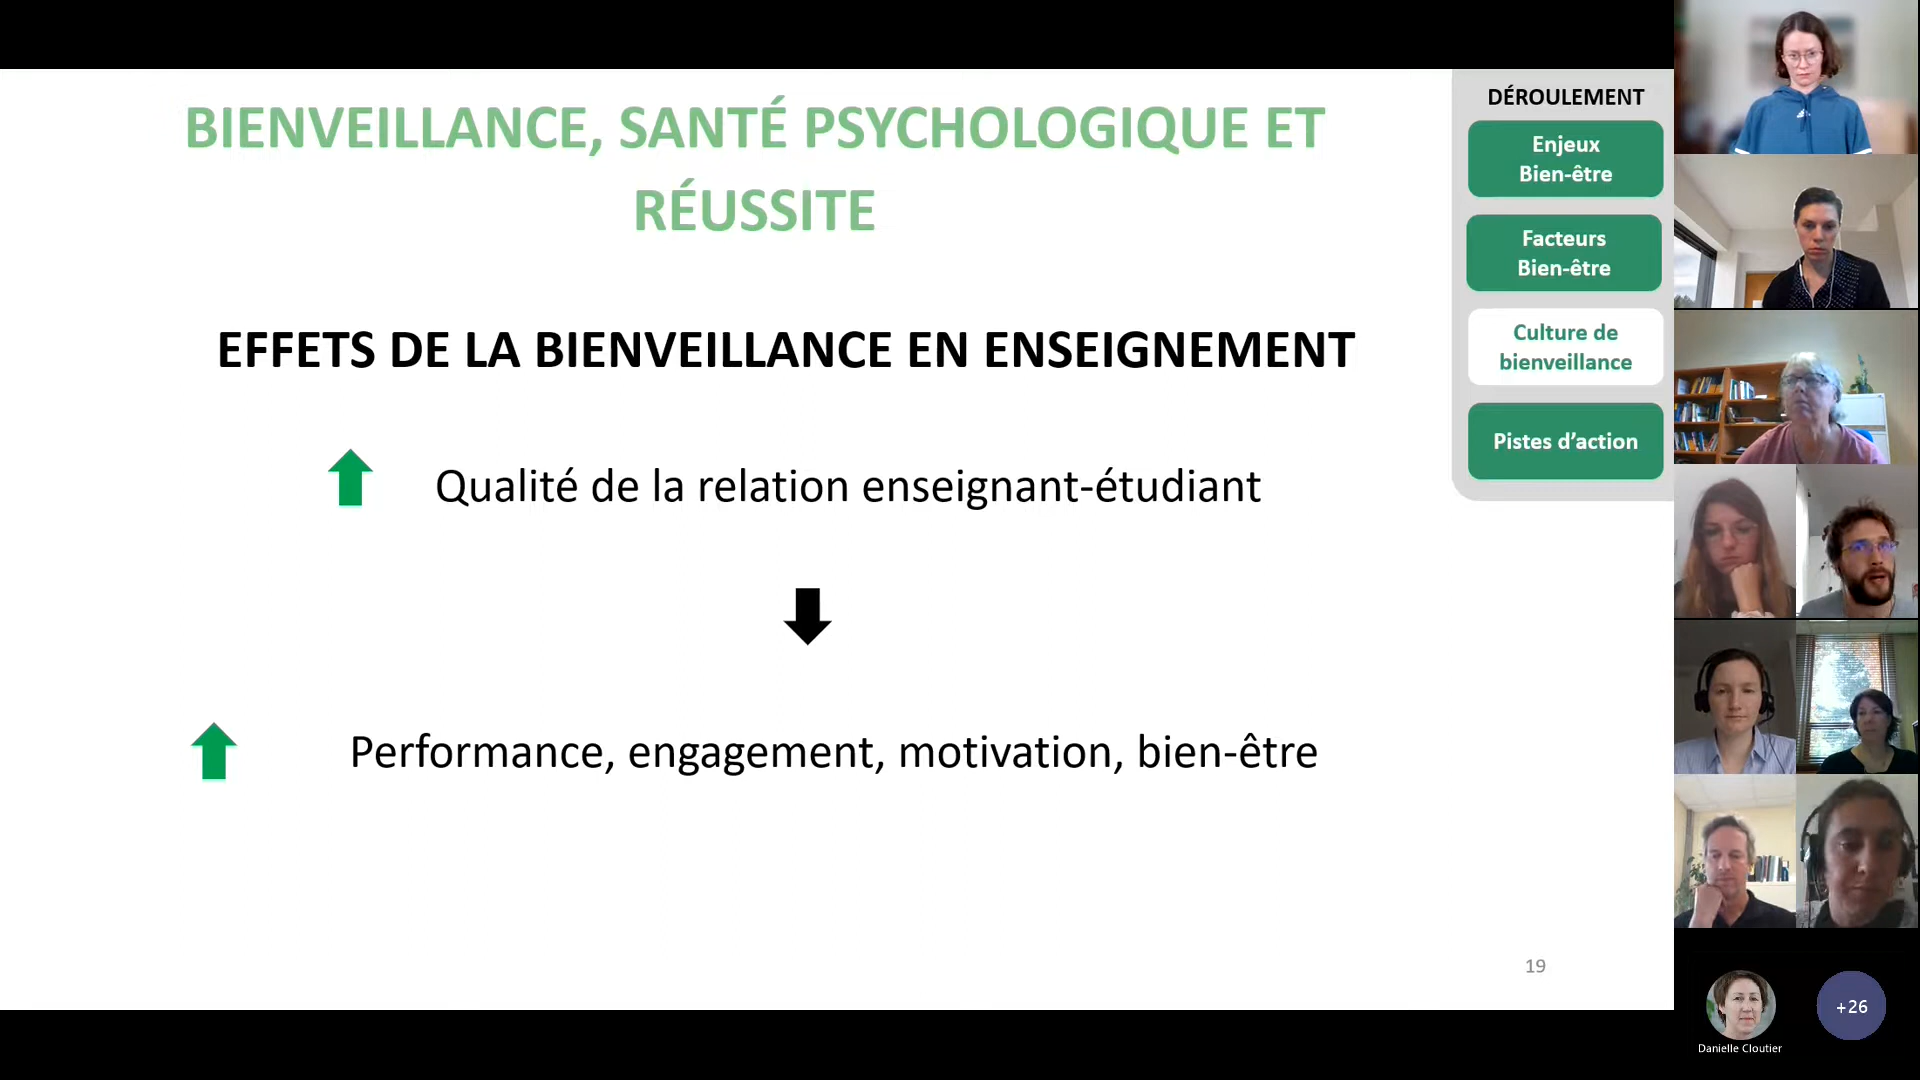 BIENVEILLANCE, SANTÉ PSYCHOLOGIQUE ET
RÉUSSITE
EFFETS DE LA BIENVEILLANCE EN ENSEIGNEMENT
Qualité de la relation enseignant-étudiant
Performance, engagement, motivation, bien-être
19
DÉROULEMENT
Enjeux
Bien-être
Facteurs
Bien-être
Culture de
bienveillance
Pistes d'action
+26
Danielle Cloutier